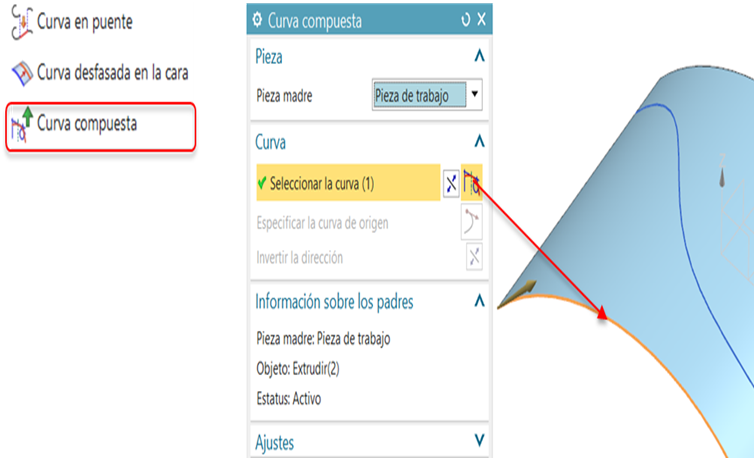 Curva en puente
Curva desfasada en la cara
Curva compuesta
Curva compuesta
Pieza
Pieza madre
Pieza de trabajo
Curva
Seleccionar la curva (1)
Especificar la curva de origen
Invertir la dirección
Información sobre los padres
Pieza madre: Pieza de trabajo
Objeto: Extrudir(2)
Estatus: Activo
Ajustes